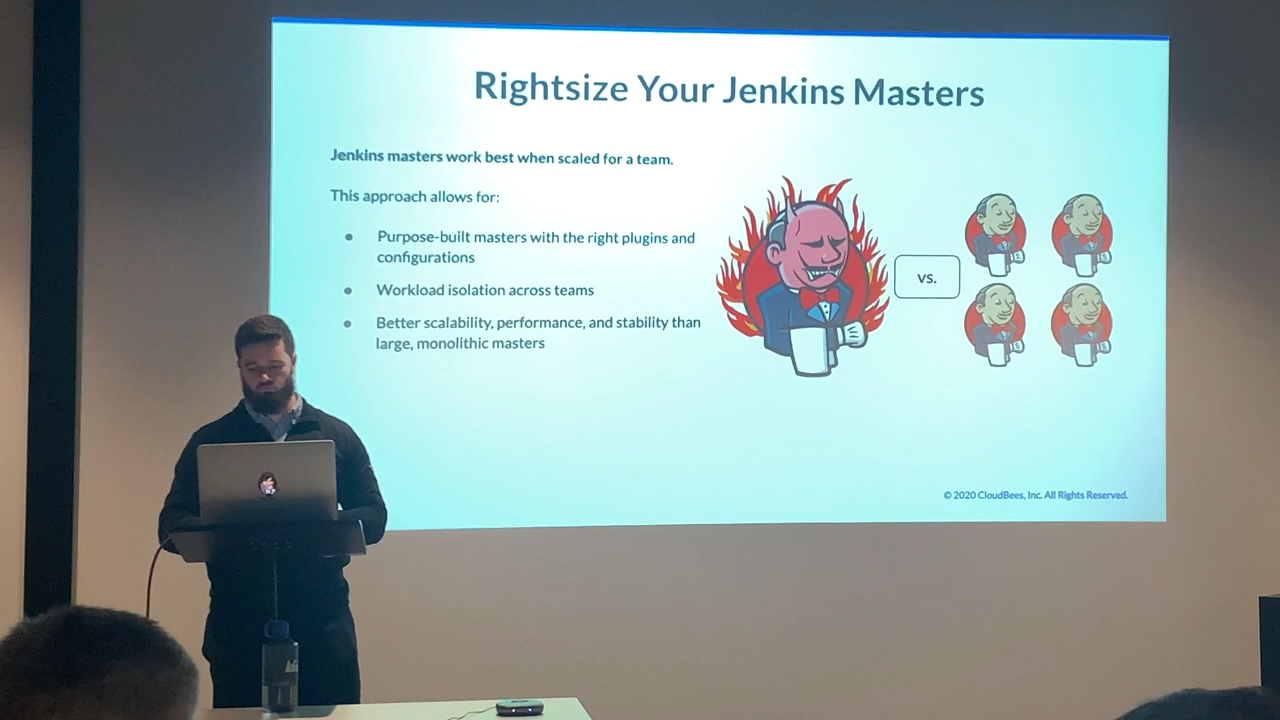 Rightsize Your Jenkins Masters
Jenkins masters work best when scaled for a team.
This approach allows for:
• Purpose-built masters with the right plugins and
configurations
• Workload isolation across teams
• Better scalability, performance, and stability than
large, monolithic masters
vs.
© 2020 CloudBees, Inc. All Rights Reserved.